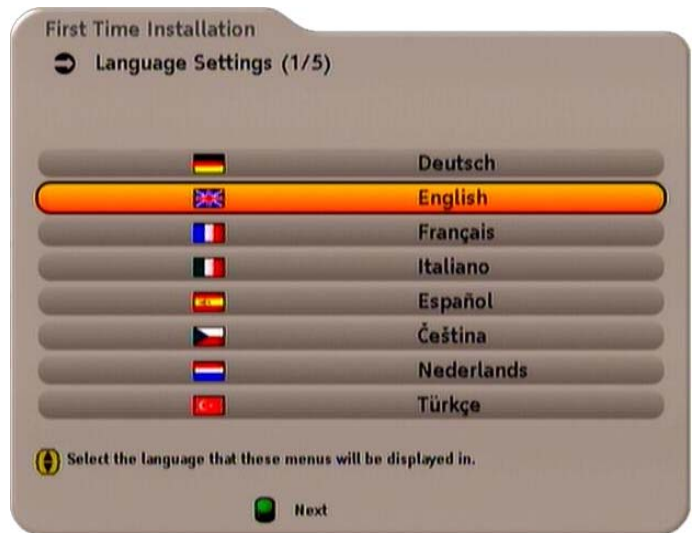 First Time Installation
Language Settings (1/5)
Deutsch
English
Français
Italiano
Español
Čeština
Nederlands
Türkçe
Select the language that these menus will be displayed in.
Next